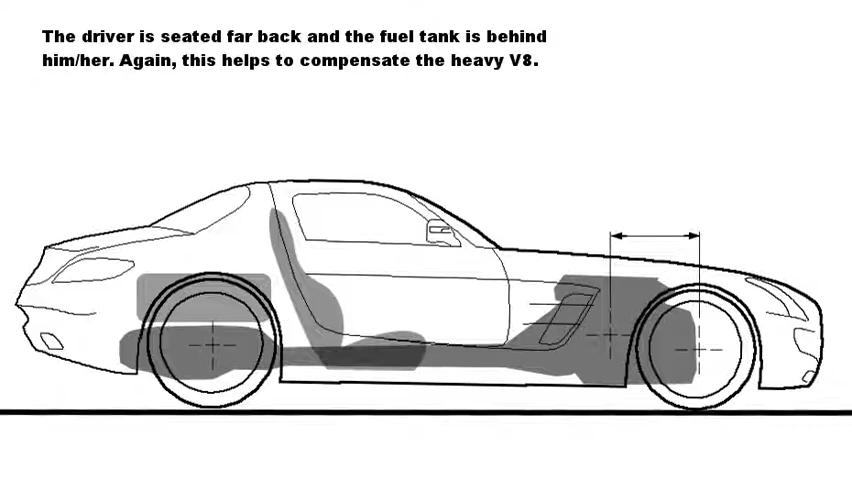 The driver is seated far back and the fuel tank is behind
him/her. Again, this helps to compensate the heavy V8.